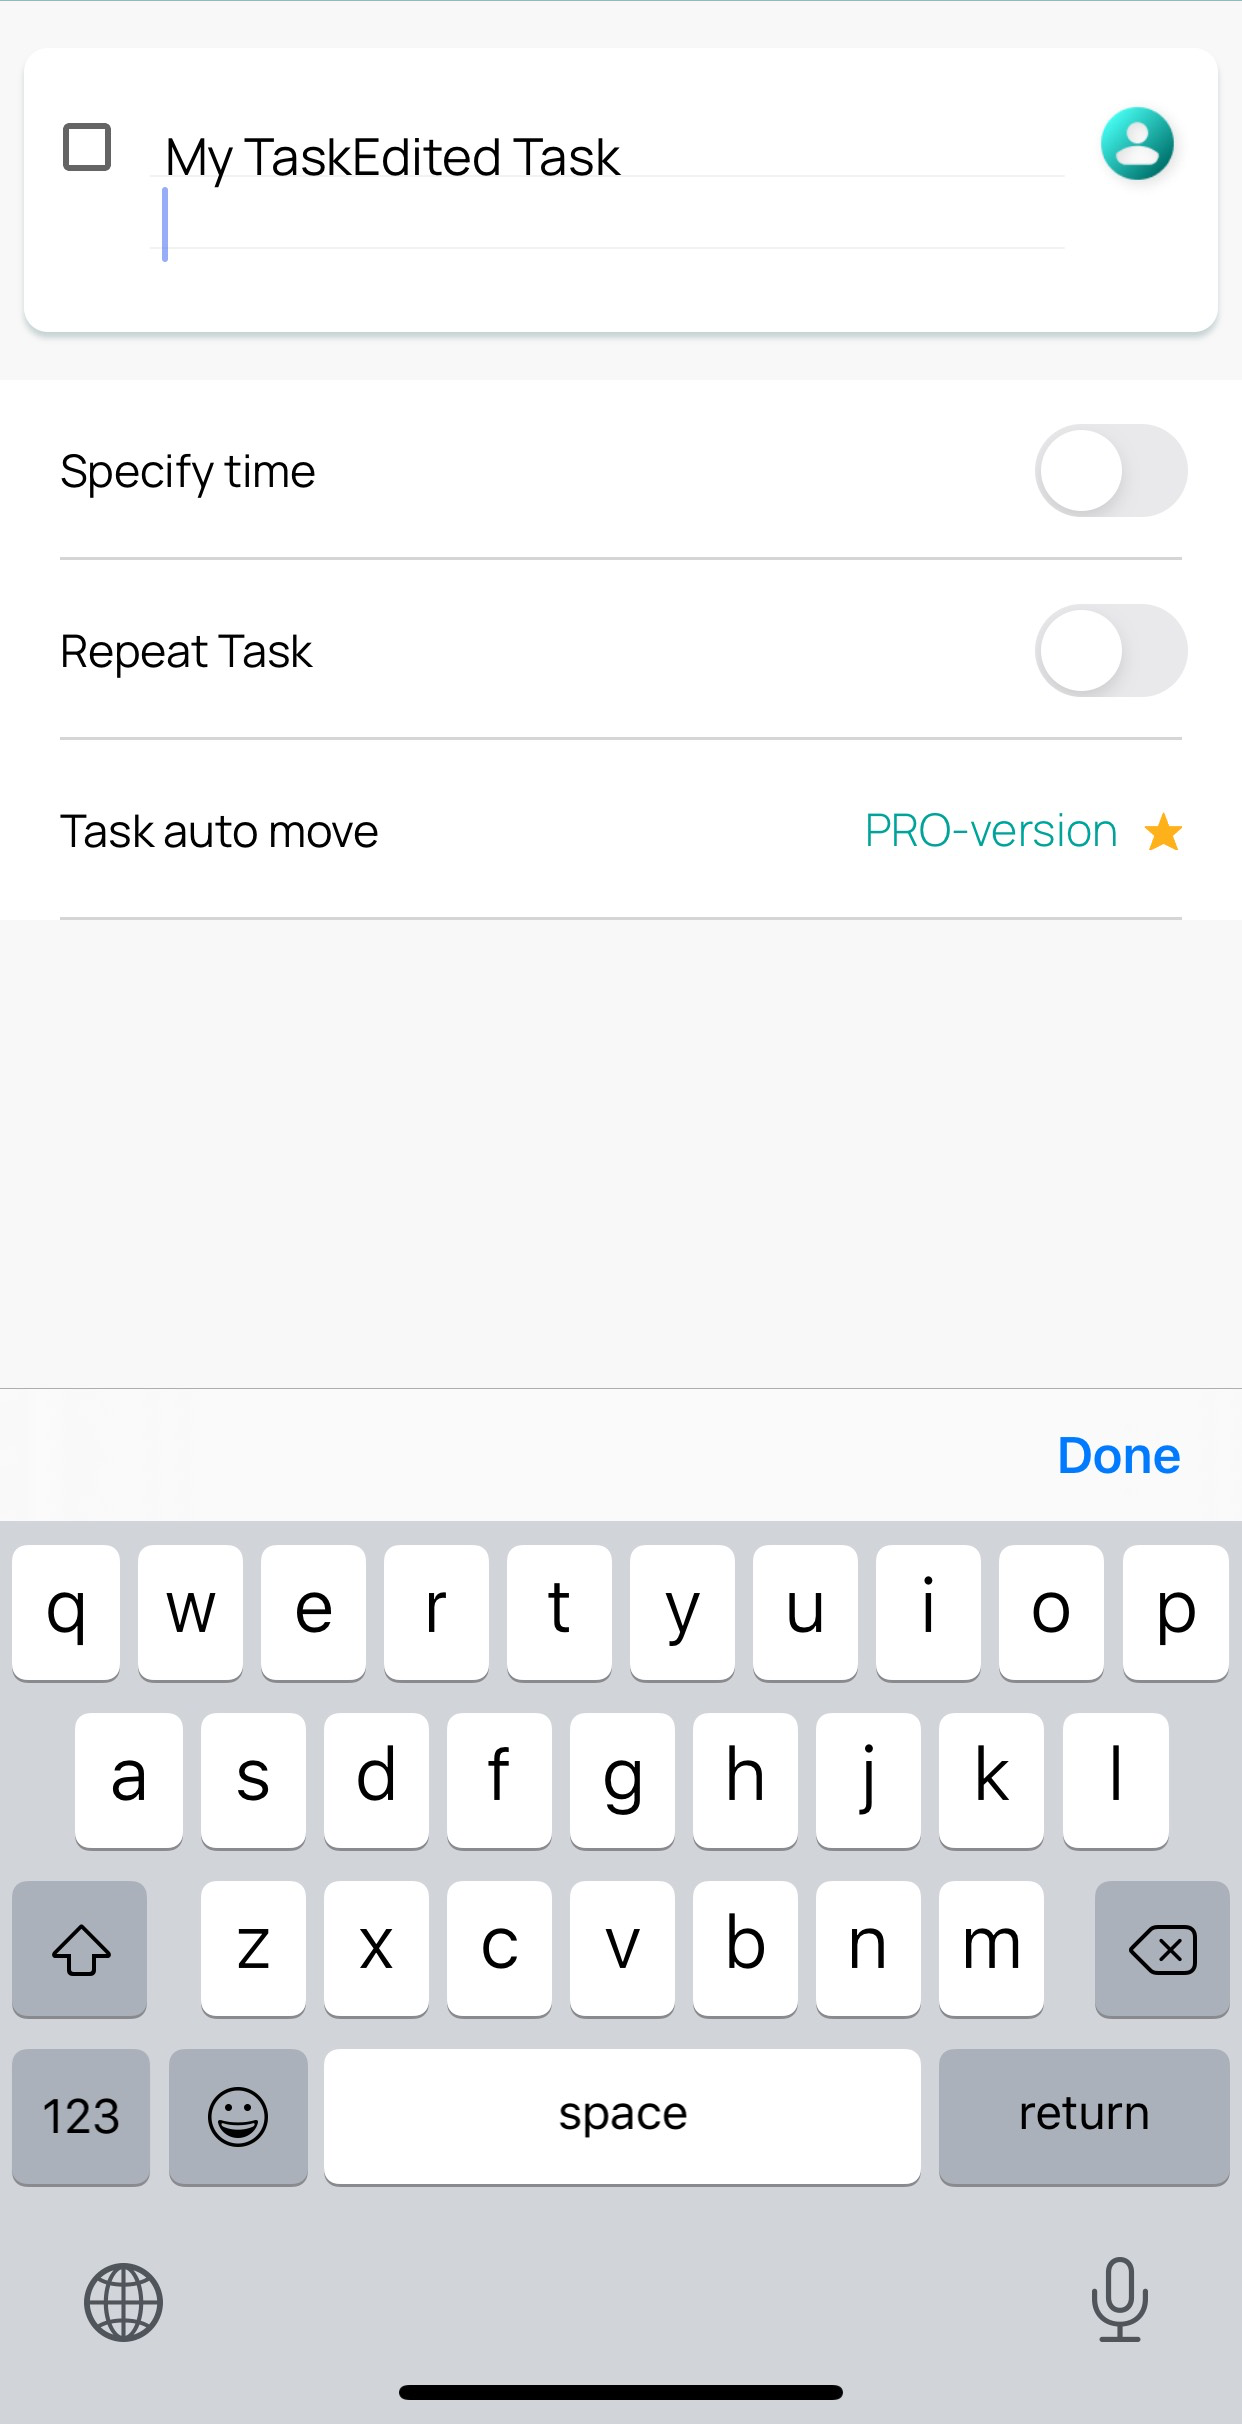 My TaskEdited Task
Specify time
Repeat Task
Task auto move PRO-version
Done
q w e r t y u i o p
a s d f g h j k l
z x c v b n m
123 space return